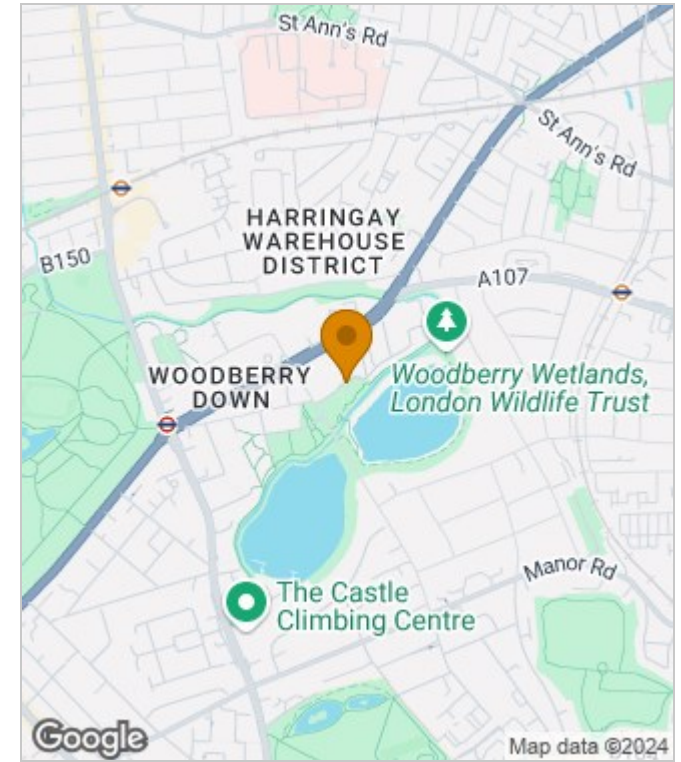 St Ann's Rd
St Ann's Rd
HARRINGAY
WAREHOUSE
DISTRICT
B150
A107
WOODBERRY
DOWN
Woodberry Wetlands,
London Wildlife Trust
Manor Rd
The Castle
Climbing Centre
Google
Map data ©2024